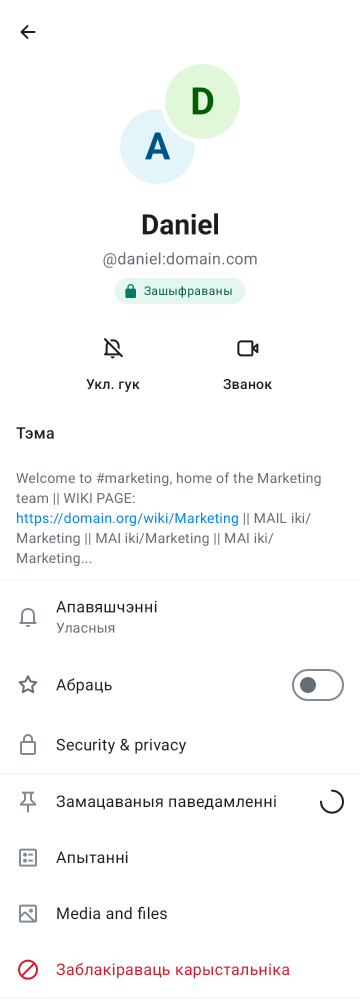 D
A
Daniel
@daniel:domain.com
Зашыфраваны
Укл. гук
Званок
Тэма
Welcome to #marketing, home of the Marketing
team || WIKI PAGE:
https://domain.org/wiki/Marketing || MAIL iki/
Marketing || MAI iki/Marketing || MAI iki/
Marketing...
Апавяшчэнні
Уласныя
Абраць
Security & privacy
Замацаваныя паведамленні
Апытанні
Media and files
Заблакіраваць карыстальніка